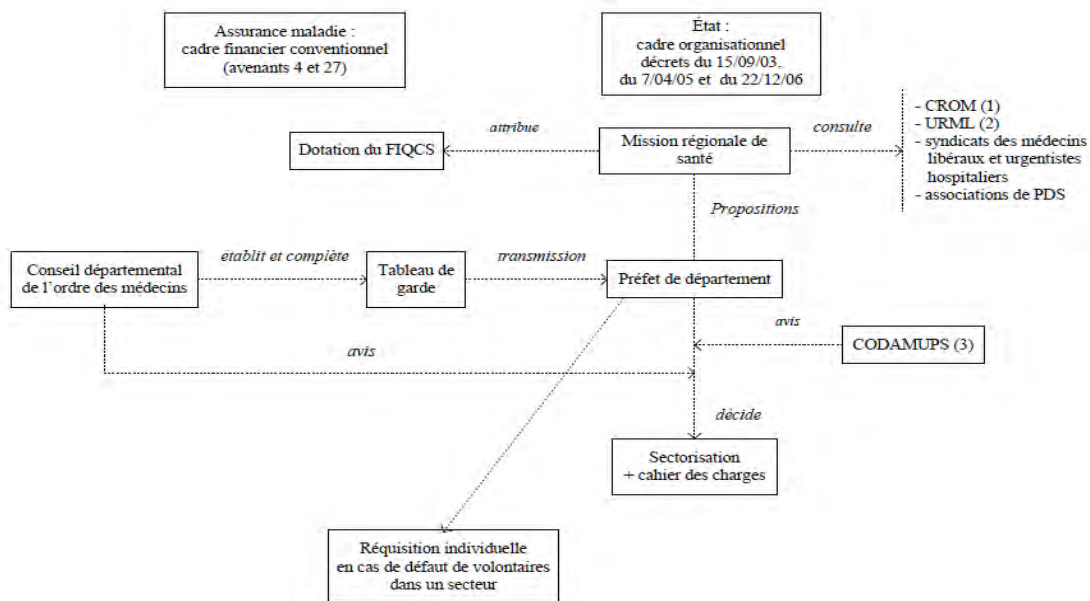 Assurance maladie :
cadre financier conventionnel
(avenants 4 et 27)
État :
cadre organisationnel
décrets du 15/09/03,
du 7/04/05 et du 22/12/06
Dotation du FIQCS
attribue
Mission régionale de
santé
consulte
- CROM (1)
- URML (2)
- syndicats des médecins
libéraux et urgentistes
hospitaliers
- associations de PDS
Propositions
Conseil départemental
de l'ordre des médecins
établit et complète
Tableau de
garde
transmission
Préfet de département
avis
CODAMUPS (3)
avis
décide
Sectorisation
+ cahier des charges
Réquisition individuelle
en cas de défaut de volontaires
dans un secteur